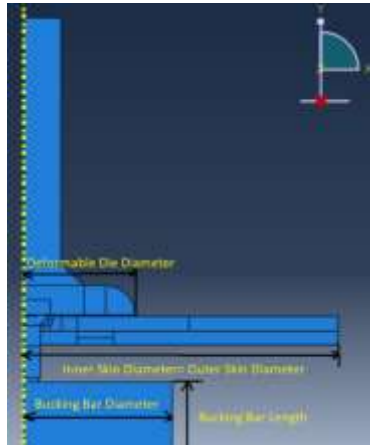 Y
X
Deformable Die Diameter
Inner Skin Diameter= Outer Skin Diameter
Bucking Bar Diameter
Bucking Bar Length